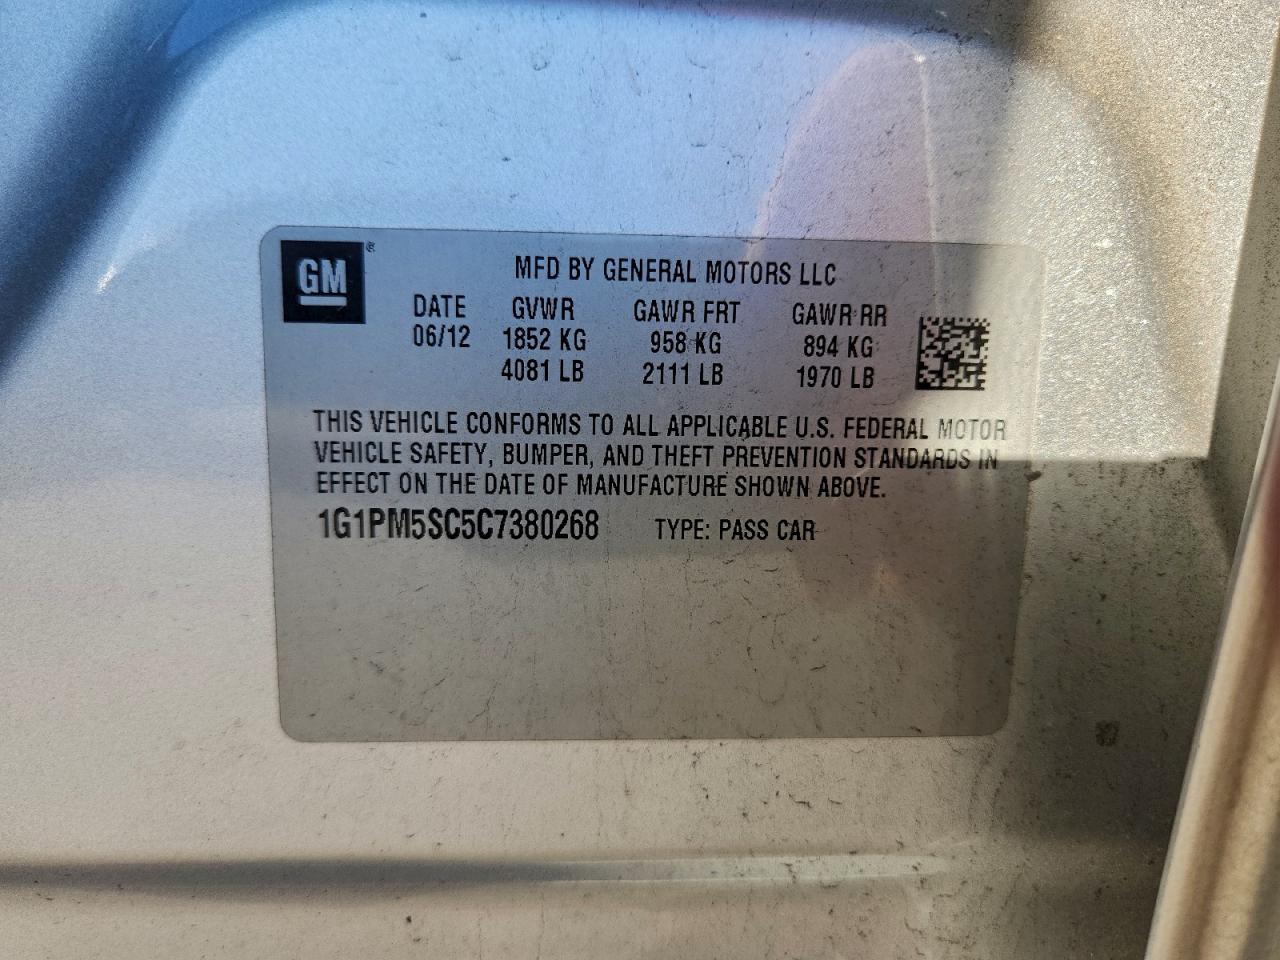 GM ®
MFD BY GENERAL MOTORS LLC
DATE GVWR GAWR FRT GAWR RR
06/12 1852 KG 958 KG 894 KG
4081 LB 2111 LB 1970 LB
THIS VEHICLE CONFORMS TO ALL APPLICABLE U.S. FEDERAL MOTOR
VEHICLE SAFETY, BUMPER, AND THEFT PREVENTION STANDARDS IN
EFFECT ON THE DATE OF MANUFACTURE SHOWN ABOVE.
1G1PM5SC5C7380268 TYPE: PASS CAR